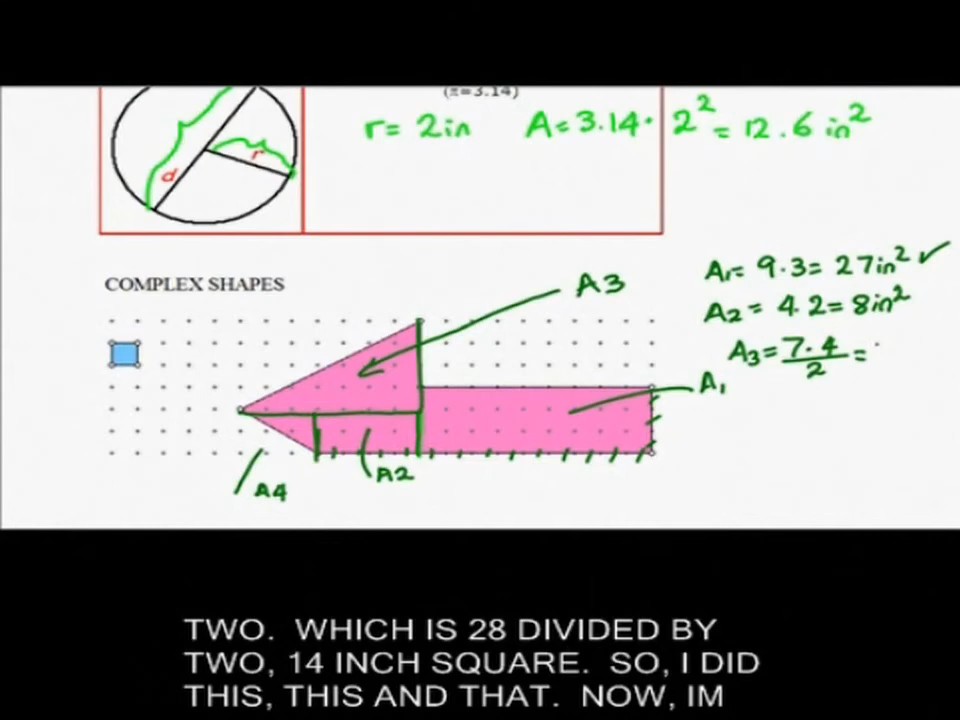 (π=3.14)
r= 2in A=3.14· 2² = 12.6 in²
d
r
COMPLEX SHAPES
A3
A1= 9·3= 27in² ✓
A2= 4·2=8in²
A3= 7·4/2 =
A1
A2
A4
TWO. WHICH IS 28 DIVIDED BY
TWO, 14 INCH SQUARE. SO, I DID
THIS, THIS AND THAT. NOW, IM